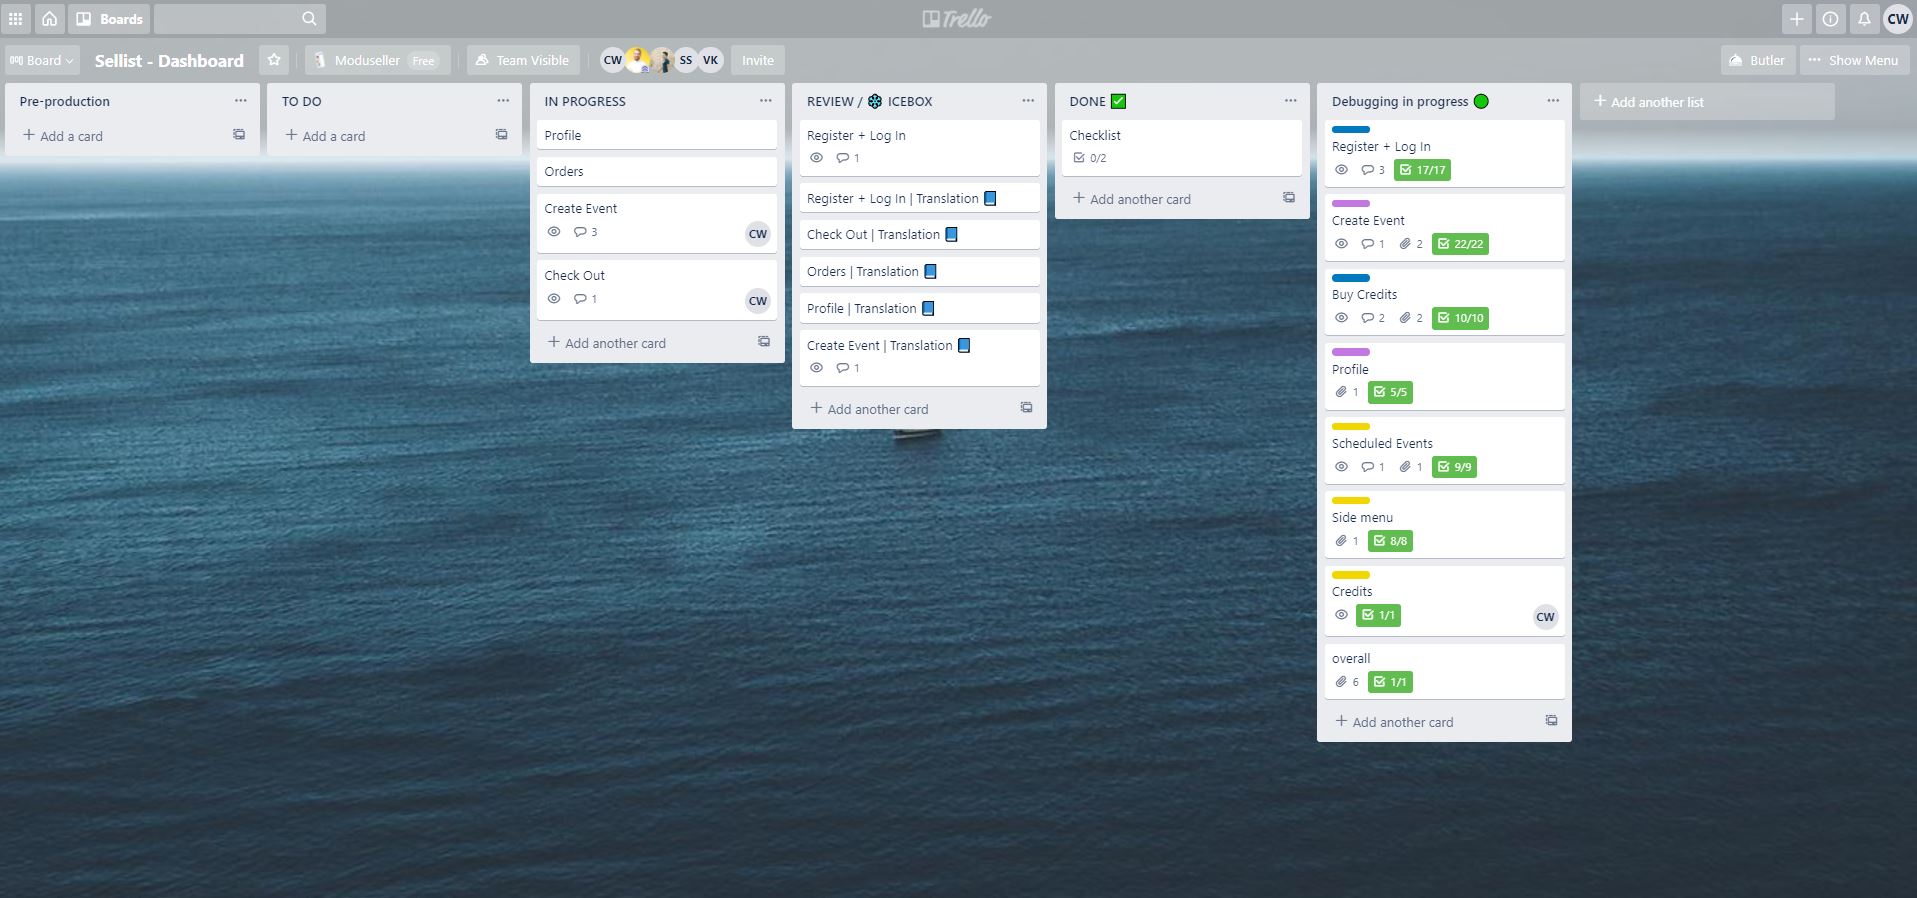 Boards
Trello
CW
Board
Sellist - Dashboard
Moduseller Free
Team Visible
CW SS VK
Invite
Butler
Show Menu
Pre-production
Add a card
TO DO
Add a card
IN PROGRESS
Profile
Orders
Create Event
3
CW
Check Out
1
CW
Add another card
REVIEW / ICEBOX
Register + Log In
1
Register + Log In | Translation
Check Out | Translation
Orders | Translation
Profile | Translation
Create Event | Translation
1
Add another card
DONE
Checklist
0/2
Add another card
Debugging in progress
Register + Log In
3 17/17
Create Event
1 2 22/22
Buy Credits
2 2 10/10
Profile
1 5/5
Scheduled Events
1 1 9/9
Side menu
1 8/8
Credits
1/1
CW
overall
6 1/1
Add another card
Add another list